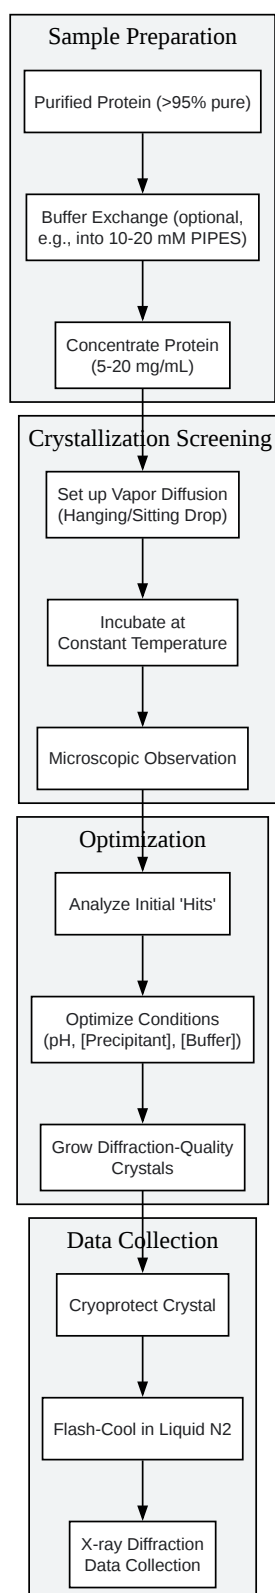 Sample Preparation
Purified Protein (>95% pure)
Buffer Exchange (optional,
e.g., into 10-20 mM PIPES)
Concentrate Protein
(5-20 mg/mL)
Crystallization Screening
Set up Vapor Diffusion
(Hanging/Sitting Drop)
Incubate at
Constant Temperature
Microscopic Observation
Optimization
Analyze Initial 'Hits'
Optimize Conditions
(pH, [Precipitant], [Buffer])
Grow Diffraction-Quality
Crystals
Data Collection
Cryoprotect Crystal
Flash-Cool in Liquid N2
X-ray Diffraction
Data Collection